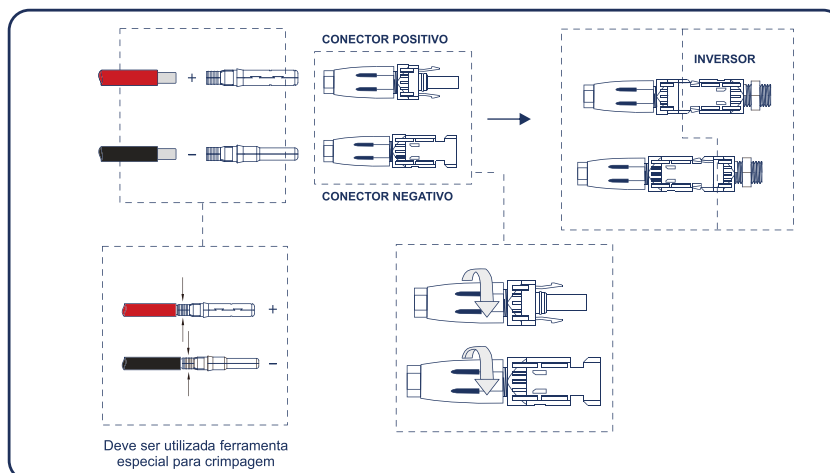 CONECTOR POSITIVO
INVERSOR
+
−
CONECTOR NEGATIVO
+
−
Deve ser utilizada ferramenta
especial para crimpagem